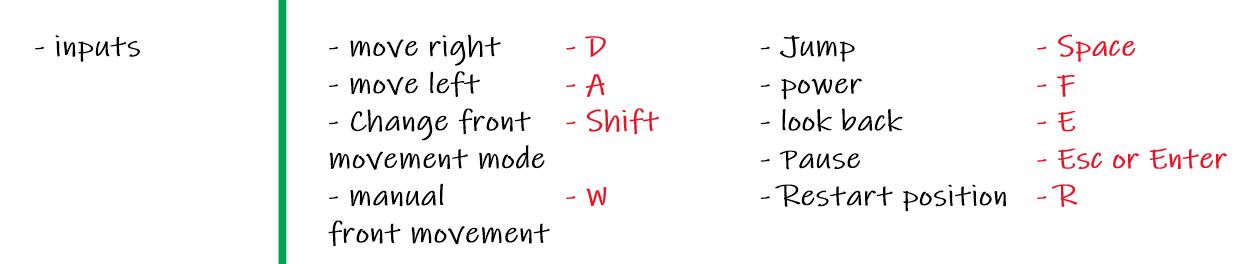 - inputs
- move right - D
- move left - A
- Change front - Shift
movement mode
- manual - W
front movement
- Jump - Space
- power - F
- look back - E
- Pause - Esc or Enter
- Restart position - R